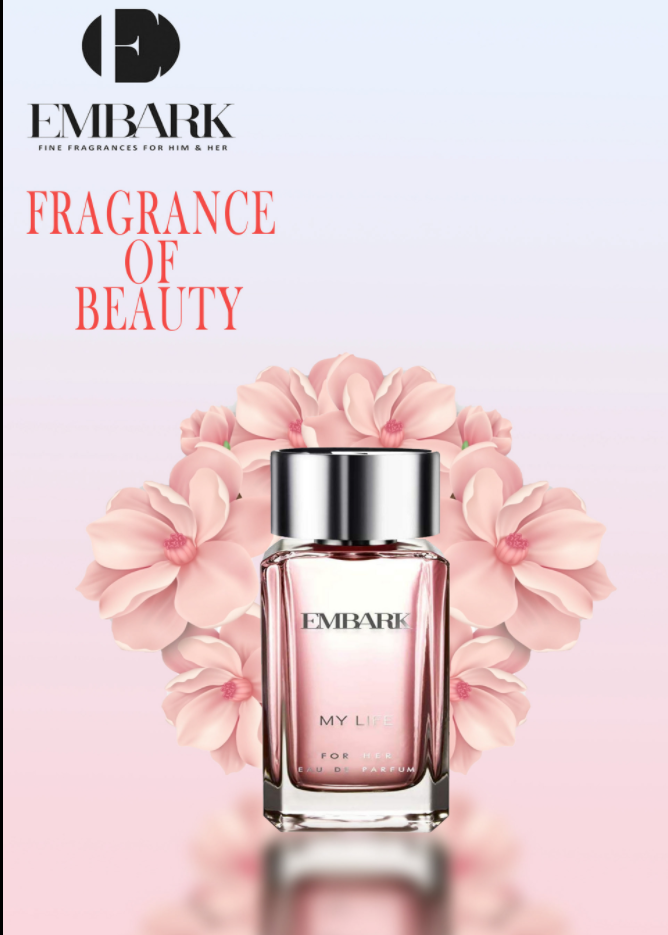 E
EMBARK
FINE FRAGRANCES FOR HIM & HER
FRAGRANCE
OF
BEAUTY
EMBARK
MY LIFE
FOR HER
EAU DE PARFUM